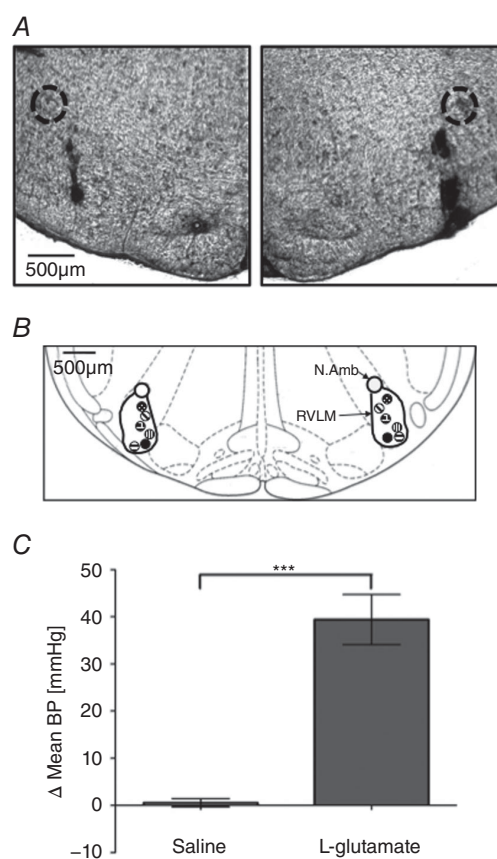 A
500µm
B
500µm
N.Amb
RVLM
C
***
50
40
30
20
10
0
−10
Δ Mean BP [mmHg]
Saline
L-glutamate